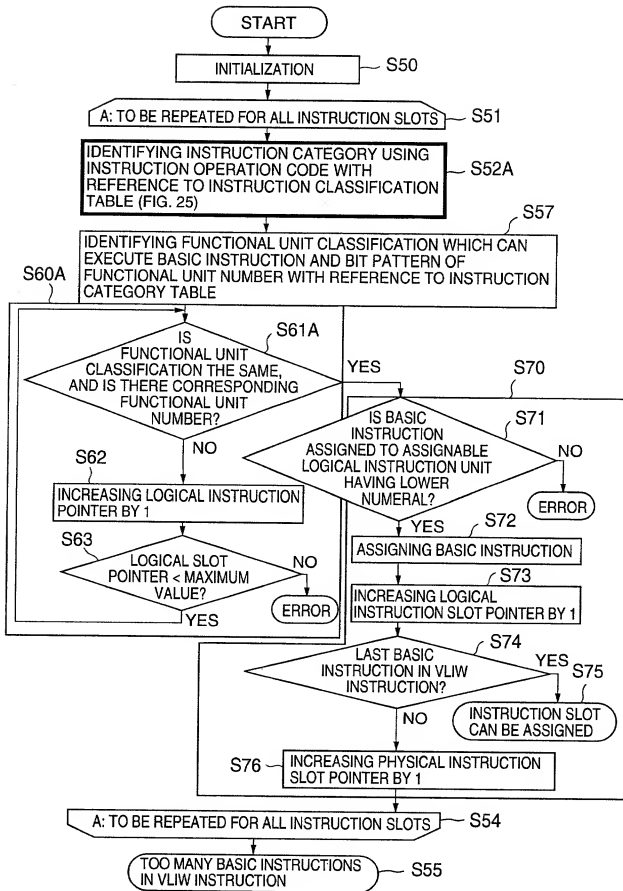 START
INITIALIZATION
S50
A: TO BE REPEATED FOR ALL INSTRUCTION SLOTS
S51
IDENTIFYING INSTRUCTION CATEGORY USING
INSTRUCTION OPERATION CODE WITH
REFERENCE TO INSTRUCTION CLASSIFICATION
TABLE (FIG. 25)
S52A
S57
IDENTIFYING FUNCTIONAL UNIT CLASSIFICATION WHICH CAN
EXECUTE BASIC INSTRUCTION AND BIT PATTERN OF
FUNCTIONAL UNIT NUMBER WITH REFERENCE TO INSTRUCTION
CATEGORY TABLE
S60A
S61A
IS
FUNCTIONAL UNIT
CLASSIFICATION THE SAME,
AND IS THERE CORRESPONDING
FUNCTIONAL UNIT
NUMBER?
YES
NO
S62
INCREASING LOGICAL INSTRUCTION
POINTER BY 1
S63
LOGICAL SLOT
POINTER < MAXIMUM
VALUE?
NO
ERROR
YES
S70
S71
IS BASIC
INSTRUCTION
ASSIGNED TO ASSIGNABLE
LOGICAL INSTRUCTION UNIT
HAVING LOWER
NUMERAL?
NO
ERROR
YES
S72
ASSIGNING BASIC INSTRUCTION
S73
INCREASING LOGICAL
INSTRUCTION SLOT POINTER BY 1
S74
LAST BASIC
INSTRUCTION IN VLIW
INSTRUCTION?
YES
S75
INSTRUCTION SLOT
CAN BE ASSIGNED
NO
S76
INCREASING PHYSICAL INSTRUCTION
SLOT POINTER BY 1
A: TO BE REPEATED FOR ALL INSTRUCTION SLOTS
S54
TOO MANY BASIC INSTRUCTIONS
IN VLIW INSTRUCTION
S55